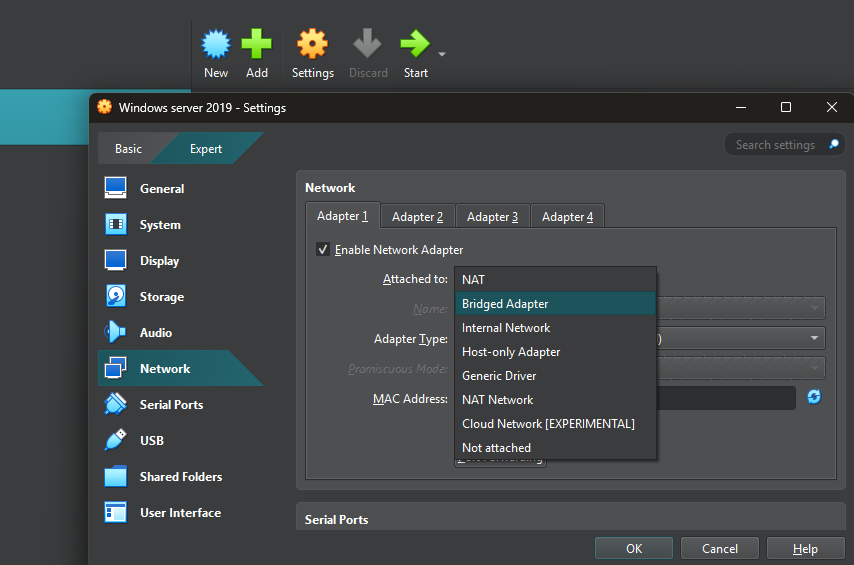 New Add Settings Discard Start
Windows server 2019 - Settings
Basic Expert
Search settings
General
System
Display
Storage
Audio
Network
Serial Ports
USB
Shared Folders
User Interface
Network
Adapter 1 Adapter 2 Adapter 3 Adapter 4
Enable Network Adapter
Attached to:
NAT
Bridged Adapter
Internal Network
Host-only Adapter
Generic Driver
NAT Network
Cloud Network [EXPERIMENTAL]
Not attached
Name:
Adapter Type: )
Promiscuous Mode:
MAC Address:
Serial Ports
OK Cancel Help